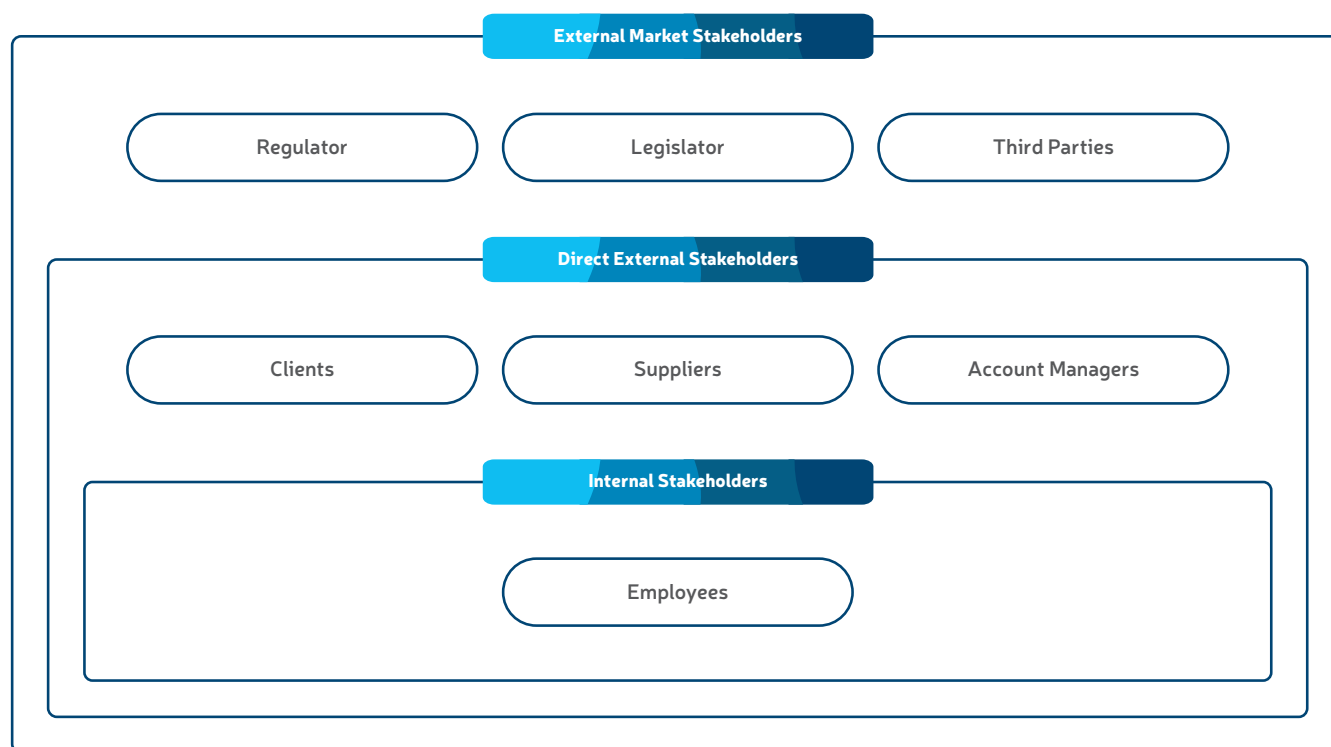 External Market Stakeholders
Regulator
Legislator
Third Parties
Direct External Stakeholders
Clients
Suppliers
Account Managers
Internal Stakeholders
Employees